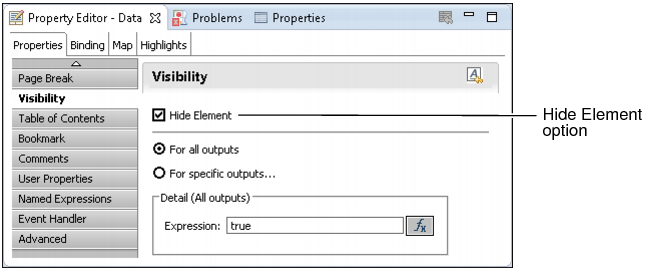 Property Editor - Data Problems Properties
Properties Binding Map Highlights
Page Break
Visibility
Table of Contents
Bookmark
Comments
User Properties
Named Expressions
Event Handler
Advanced
Visibility
Hide Element
For all outputs
For specific outputs...
Detail (All outputs)
Expression: true fx
Hide Element
option